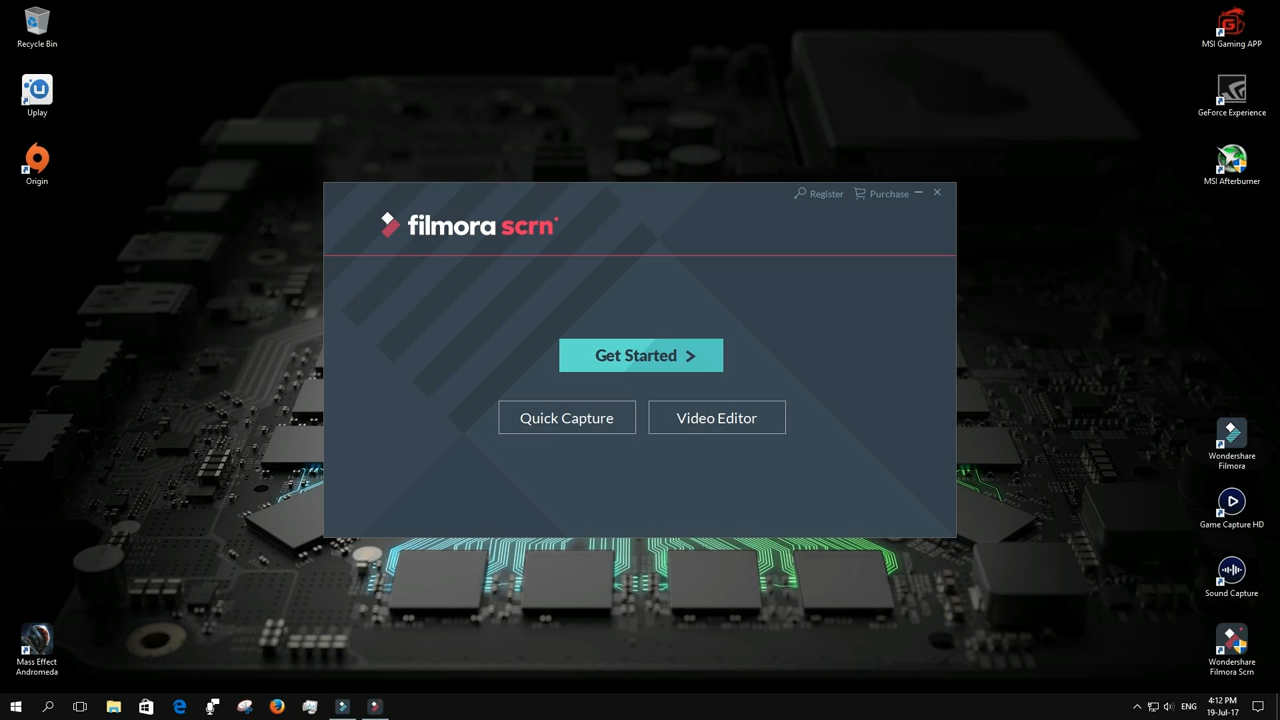 Recycle Bin
Uplay
Origin
Mass Effect
Andromeda
Register
Purchase
filmora scrn
Get Started
Quick Capture
Video Editor
MSI Gaming APP
GeForce Experience
MSI Afterburner
Wondershare
Filmora
Game Capture HD
Sound Capture
Wondershare
Filmora Scrn
ENG
4:12 PM
19-Jul-17